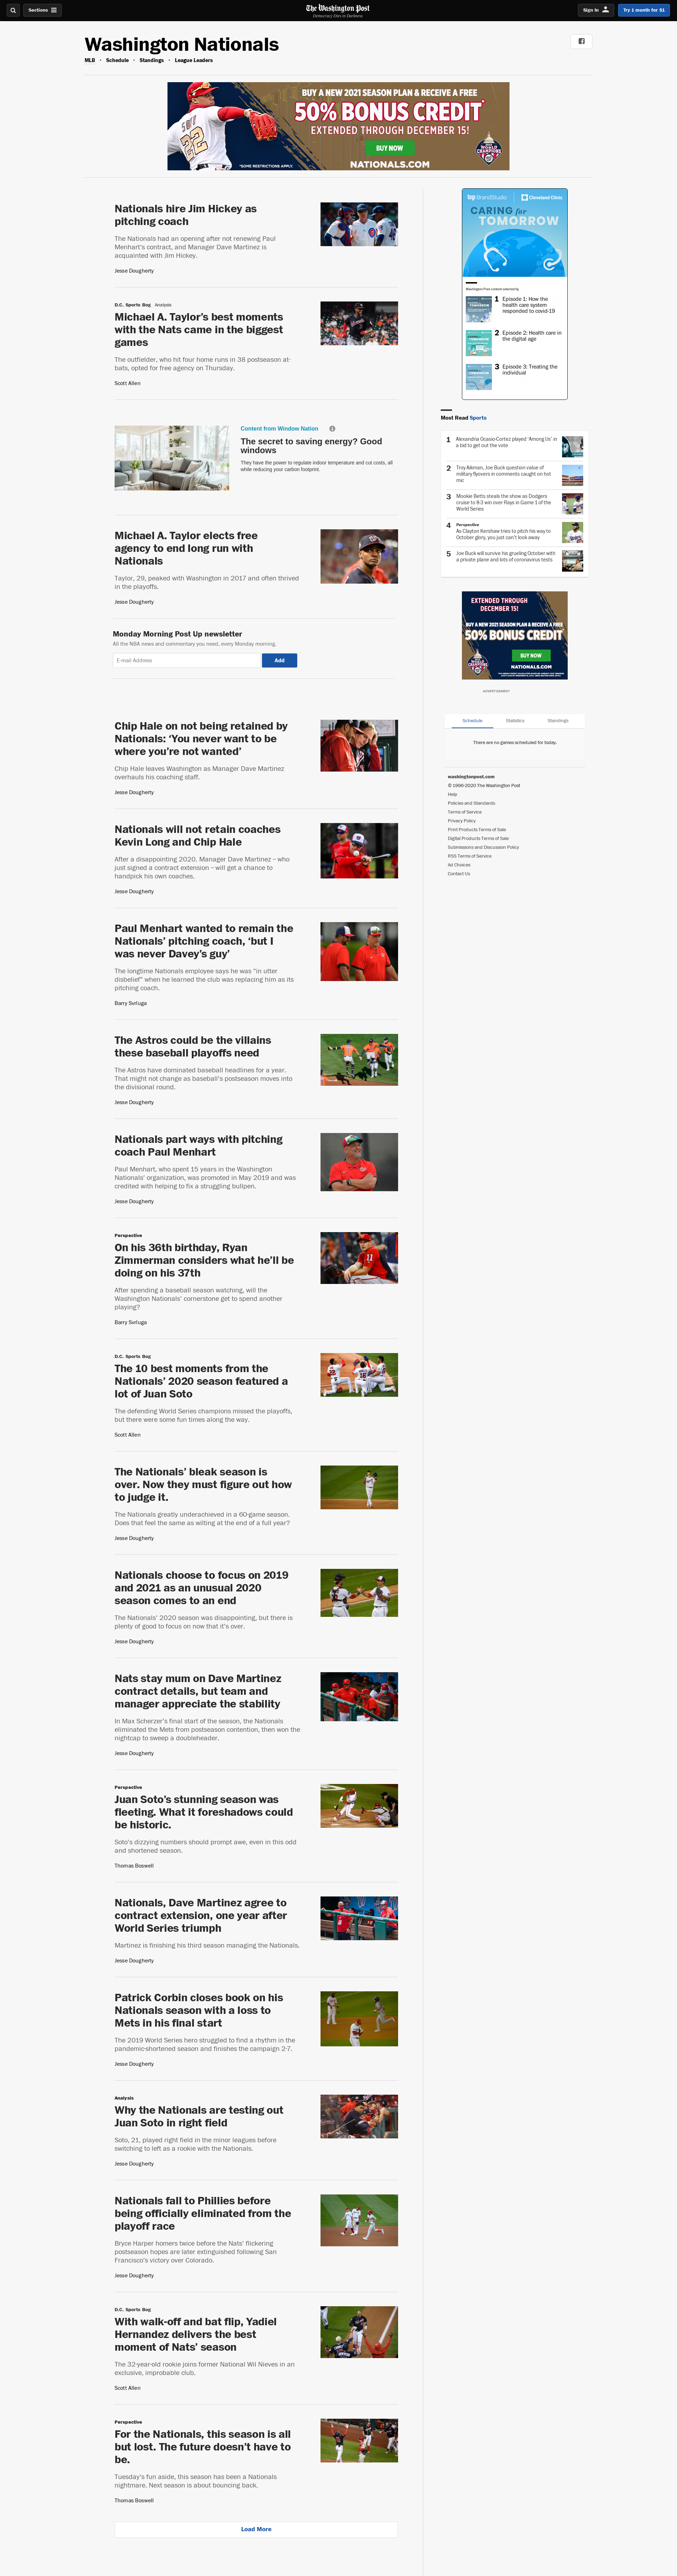 Sections
The Washington Post
Democracy Dies in Darkness
Sign In
Try 1 month for $1
Washington Nationals
MLB • Schedule • Standings • League Leaders
BUY A NEW 2021 SEASON PLAN & RECEIVE A FREE
50% BONUS CREDIT*
EXTENDED THROUGH DECEMBER 15!
BUY NOW
*SOME RESTRICTIONS APPLY.
NATIONALS.COM
Nationals hire Jim Hickey as
pitching coach
The Nationals had an opening after not renewing Paul
Menhart's contract, and Manager Dave Martinez is
acquainted with Jim Hickey.
Jesse Dougherty
D.C. Sports Bog Analysis
Michael A. Taylor's best moments
with the Nats came in the biggest
games
The outfielder, who hit four home runs in 38 postseason at-
bats, opted for free agency on Thursday.
Scott Allen
Content from Window Nation
The secret to saving energy? Good
windows
They have the power to regulate indoor temperature and cut costs, all
while reducing your carbon footprint.
Michael A. Taylor elects free
agency to end long run with
Nationals
Taylor, 29, peaked with Washington in 2017 and often thrived
in the playoffs.
Jesse Dougherty
Monday Morning Post Up newsletter
All the NBA news and commentary you need, every Monday morning.
E-mail Address
Add
Chip Hale on not being retained by
Nationals: ‘You never want to be
where you’re not wanted’
Chip Hale leaves Washington as Manager Dave Martinez
overhauls his coaching staff.
Jesse Dougherty
Nationals will not retain coaches
Kevin Long and Chip Hale
After a disappointing 2020, Manager Dave Martinez – who
just signed a contract extension – will get a chance to
handpick his own coaches.
Jesse Dougherty
Paul Menhart wanted to remain the
Nationals’ pitching coach, ‘but I
was never Davey’s guy’
The longtime Nationals employee says he was "in utter
disbelief" when he learned the club was replacing him as its
pitching coach.
Barry Svrluga
The Astros could be the villains
these baseball playoffs need
The Astros have dominated baseball headlines for a year.
That might not change as baseball's postseason moves into
the divisional round.
Jesse Dougherty
Nationals part ways with pitching
coach Paul Menhart
Paul Menhart, who spent 15 years in the Washington
Nationals' organization, was promoted in May 2019 and was
credited with helping to fix a struggling bullpen.
Jesse Dougherty
Perspective
On his 36th birthday, Ryan
Zimmerman considers what he’ll be
doing on his 37th
After spending a baseball season watching, will the
Washington Nationals' cornerstone get to spend another
playing?
Barry Svrluga
D.C. Sports Bog
The 10 best moments from the
Nationals’ 2020 season featured a
lot of Juan Soto
The defending World Series champions missed the playoffs,
but there were some fun times along the way.
Scott Allen
The Nationals’ bleak season is
over. Now they must figure out how
to judge it.
The Nationals greatly underachieved in a 60-game season.
Does that feel the same as wilting at the end of a full year?
Jesse Dougherty
Nationals choose to focus on 2019
and 2021 as an unusual 2020
season comes to an end
The Nationals' 2020 season was disappointing, but there is
plenty of good to focus on now that it's over.
Jesse Dougherty
Nats stay mum on Dave Martinez
contract details, but team and
manager appreciate the stability
In Max Scherzer's final start of the season, the Nationals
eliminated the Mets from postseason contention, then won the
nightcap to sweep a doubleheader.
Jesse Dougherty
Perspective
Juan Soto’s stunning season was
fleeting. What it foreshadows could
be historic.
Soto's dizzying numbers should prompt awe, even in this odd
and shortened season.
Thomas Boswell
Nationals, Dave Martinez agree to
contract extension, one year after
World Series triumph
Martinez is finishing his third season managing the Nationals.
Jesse Dougherty
Patrick Corbin closes book on his
Nationals season with a loss to
Mets in his final start
The 2019 World Series hero struggled to find a rhythm in the
pandemic-shortened season and finishes the campaign 2-7.
Jesse Dougherty
Analysis
Why the Nationals are testing out
Juan Soto in right field
Soto, 21, played right field in the minor leagues before
switching to left as a rookie with the Nationals.
Jesse Dougherty
Nationals fall to Phillies before
being officially eliminated from the
playoff race
Bryce Harper homers twice before the Nats' flickering
postseason hopes are later extinguished following San
Francisco's victory over Colorado.
Jesse Dougherty
D.C. Sports Bog
With walk-off and bat flip, Yadiel
Hernandez delivers the best
moment of Nats’ season
The 32-year-old rookie joins former National Wil Nieves in an
exclusive, improbable club.
Scott Allen
Perspective
For the Nationals, this season is all
but lost. The future doesn’t have to
be.
Tuesday's fun aside, this season has been a Nationals
nightmare. Next season is about bouncing back.
Thomas Boswell
Load More
wp BrandStudio
Cleveland Clinic
CARING for
TOMORROW
Washington Post content selected by
1 Episode 1: How the
health care system
responded to covid-19
2 Episode 2: Health care in
the digital age
3 Episode 3: Treating the
individual
Most Read Sports
1 Alexandria Ocasio-Cortez played ‘Among Us’ in
a bid to get out the vote
2 Troy Aikman, Joe Buck question value of
military flyovers in comments caught on hot
mic
3 Mookie Betts steals the show as Dodgers
cruise to 8-3 win over Rays in Game 1 of the
World Series
4 Perspective
As Clayton Kershaw tries to pitch his way to
October glory, you just can’t look away
5 Joe Buck will survive his grueling October with
a private plane and lots of coronavirus tests
EXTENDED THROUGH
DECEMBER 15!
BUY A NEW 2021 SEASON PLAN & RECEIVE A FREE
50% BONUS CREDIT*
BUY NOW
NATIONALS.COM
ADVERTISEMENT
Schedule Statistics Standings
There are no games scheduled for today.
washingtonpost.com
© 1996-2020 The Washington Post
Help
Policies and Standards
Terms of Service
Privacy Policy
Print Products Terms of Sale
Digital Products Terms of Sale
Submissions and Discussion Policy
RSS Terms of Service
Ad Choices
Contact Us